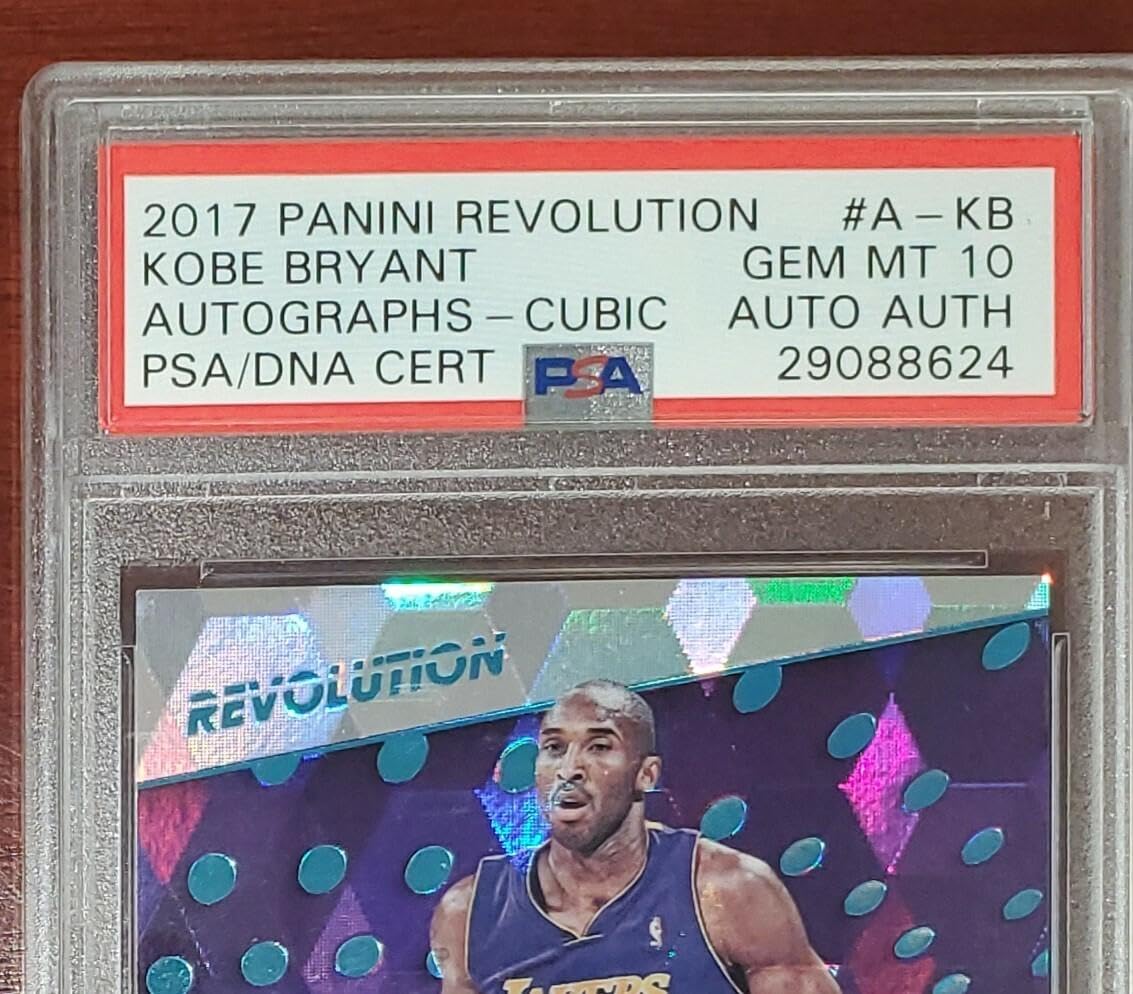 2017 PANINI REVOLUTION #A-KB
KOBE BRYANT GEM MT 10
AUTOGRAPHS - CUBIC AUTO AUTH
PSA/DNA CERT PSA 29088624
REVOLUTION
LAKERS